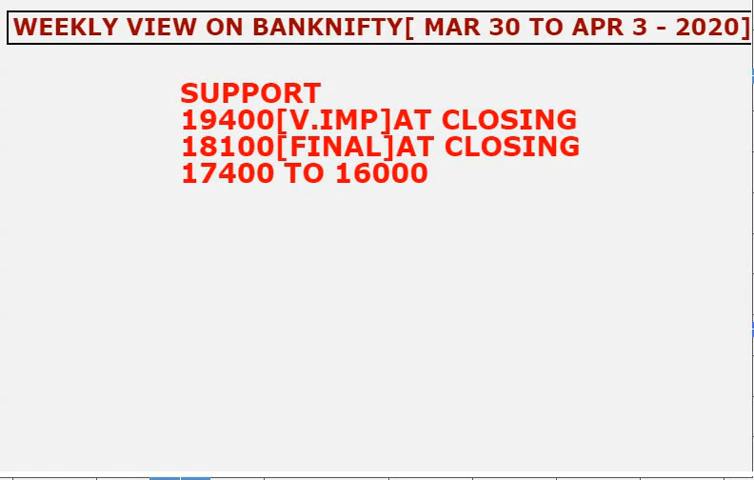 WEEKLY VIEW ON BANKNIFTY[ MAR 30 TO APR 3 - 2020]
SUPPORT
19400[V.IMP]AT CLOSING
18100[FINAL]AT CLOSING
17400 TO 16000